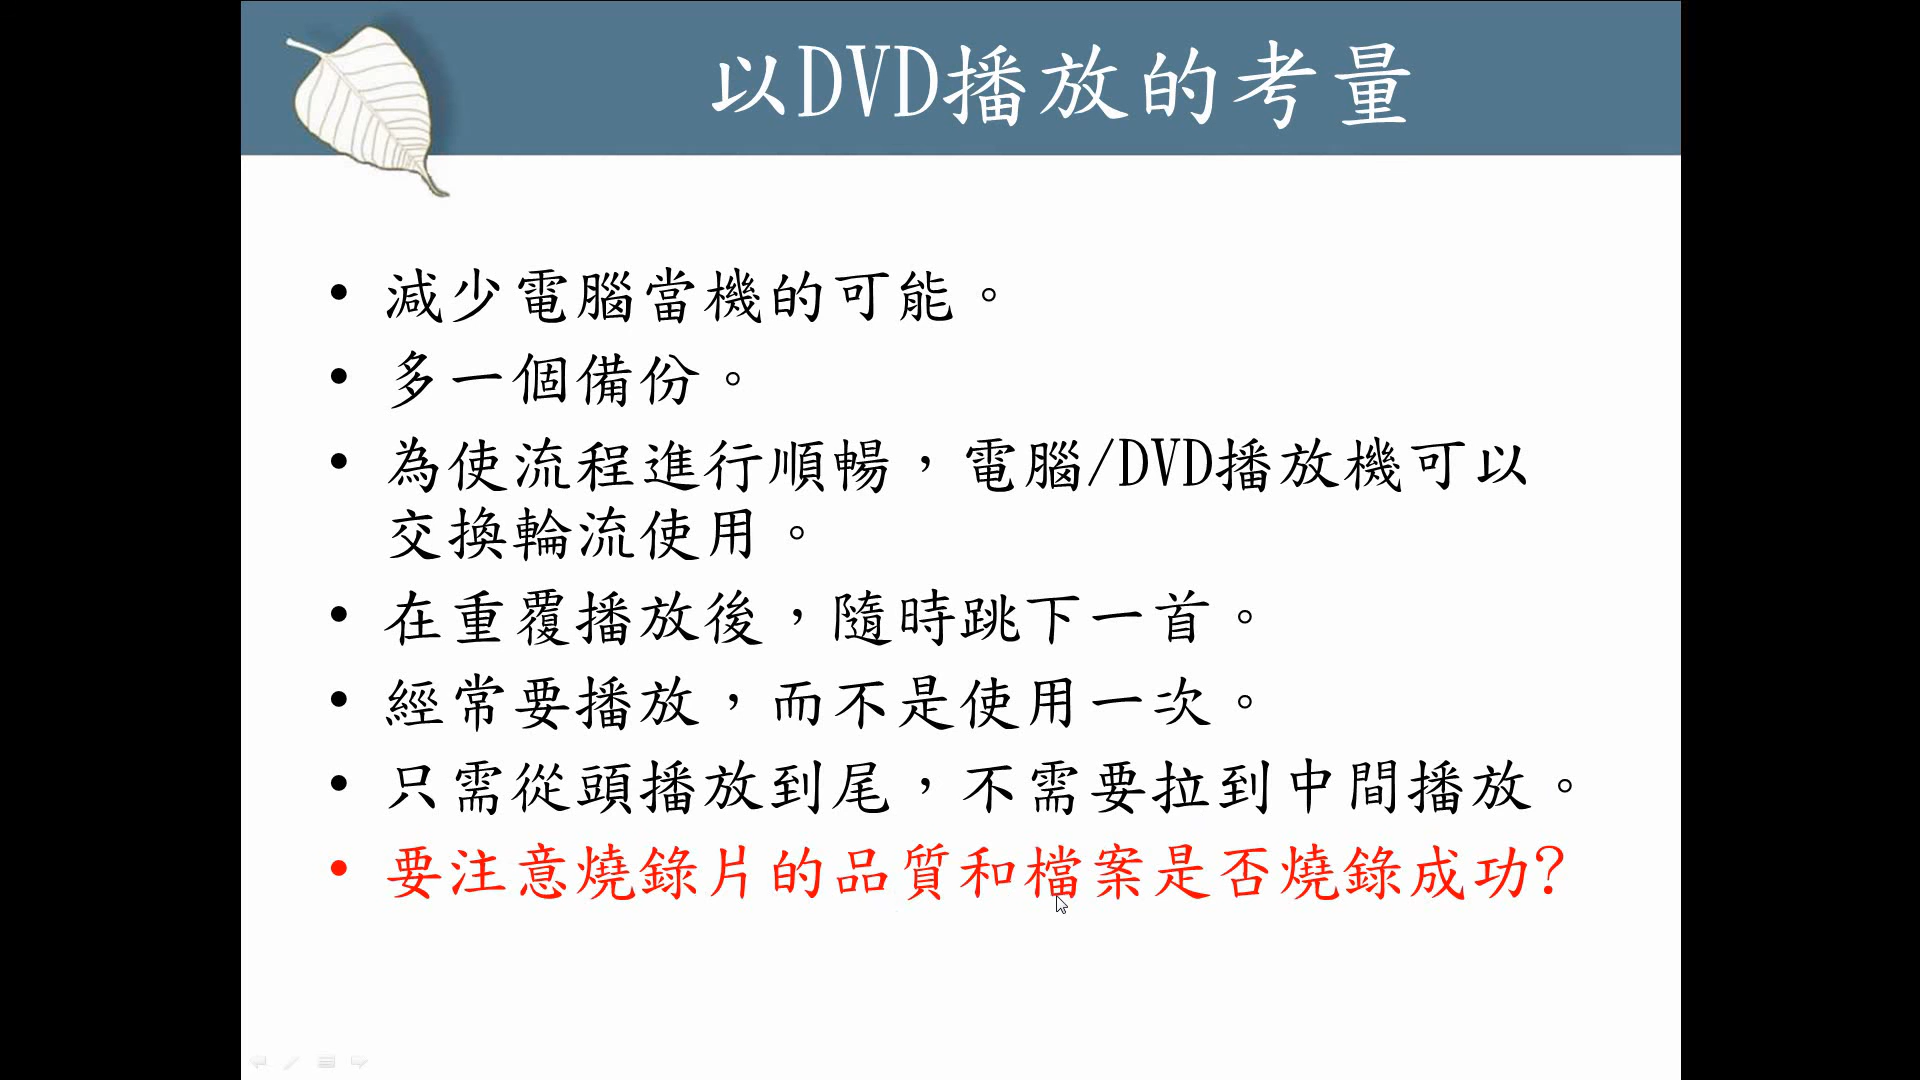 以DVD播放的考量
• 減少電腦當機的可能。
• 多一個備份。
• 為使流程進行順暢，電腦/DVD播放機可以
交換輪流使用。
• 在重覆播放後，隨時跳下一首。
• 經常要播放，而不是使用一次。
• 只需從頭播放到尾，不需要拉到中間播放。
• 要注意燒錄片的品質和檔案是否燒錄成功?